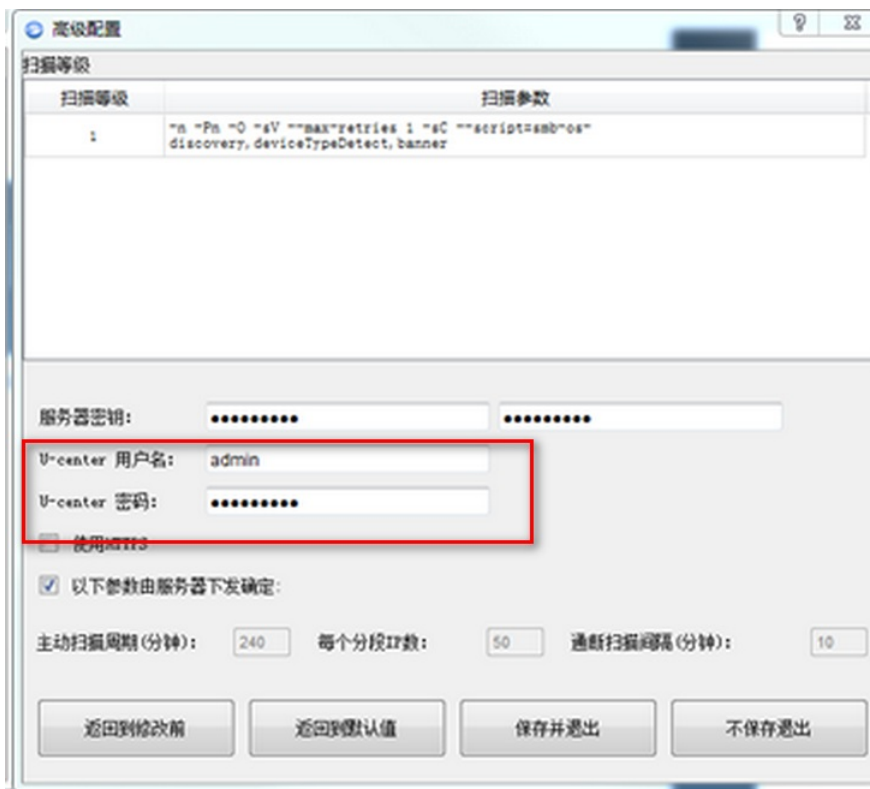 高级配置
扫描等级
扫描等级 扫描参数
1 -n -Pn -O -sV --max-retries 1 -sC --script=smb-os-
discovery,deviceTypeDetect,banner
服务器密钥: ●●●●●●●●● ●●●●●●●●●
U-center 用户名: admin
U-center 密码: ●●●●●●●●●
使用HTTPS
以下参数由服务器下发确定:
主动扫描周期(分钟): 240 每个分段IP数: 50 通断扫描间隔(分钟): 10
返回到修改前 返回到默认值 保存并退出 不保存退出